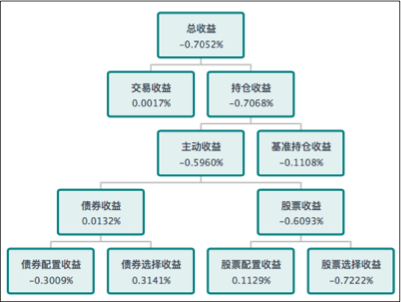 总收益
−0.7052%
交易收益
0.0017%
持仓收益
−0.7068%
主动收益
−0.5960%
基准持仓收益
−0.1108%
债券收益
0.0132%
股票收益
−0.6093%
债券配置收益
−0.3009%
债券选择收益
0.3141%
股票配置收益
0.1129%
股票选择收益
−0.7222%